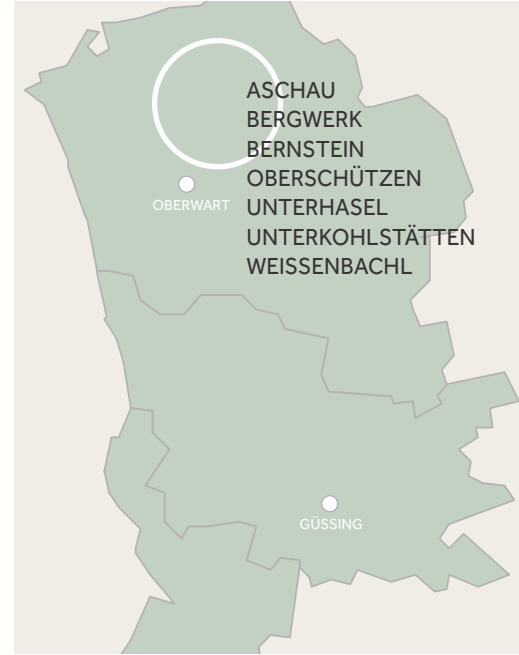 ASCHAU
BERGWERK
BERNSTEIN
OBERSCHÜTZEN
OBERWART
UNTERHASEL
UNTERKOHLSTÄTTEN
WEISSENBACHL
GÜSSING